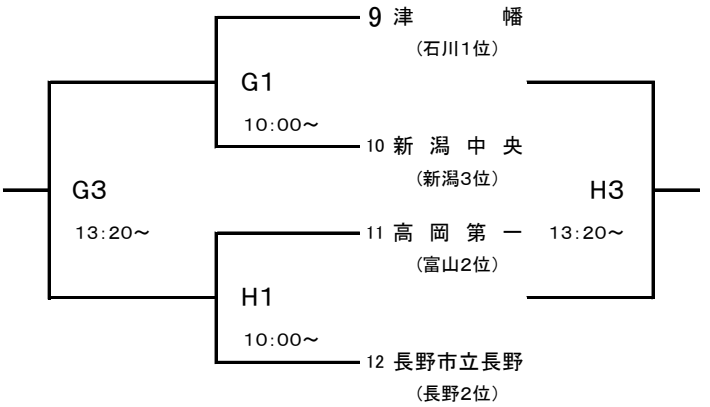 9 津幡
(石川1位)
G1
10:00～
10 新潟中央
(新潟3位)
G3
13:20～
H3
13:20～
11 高岡第一
(富山2位)
H1
10:00～
12 長野市立長野
(長野2位)